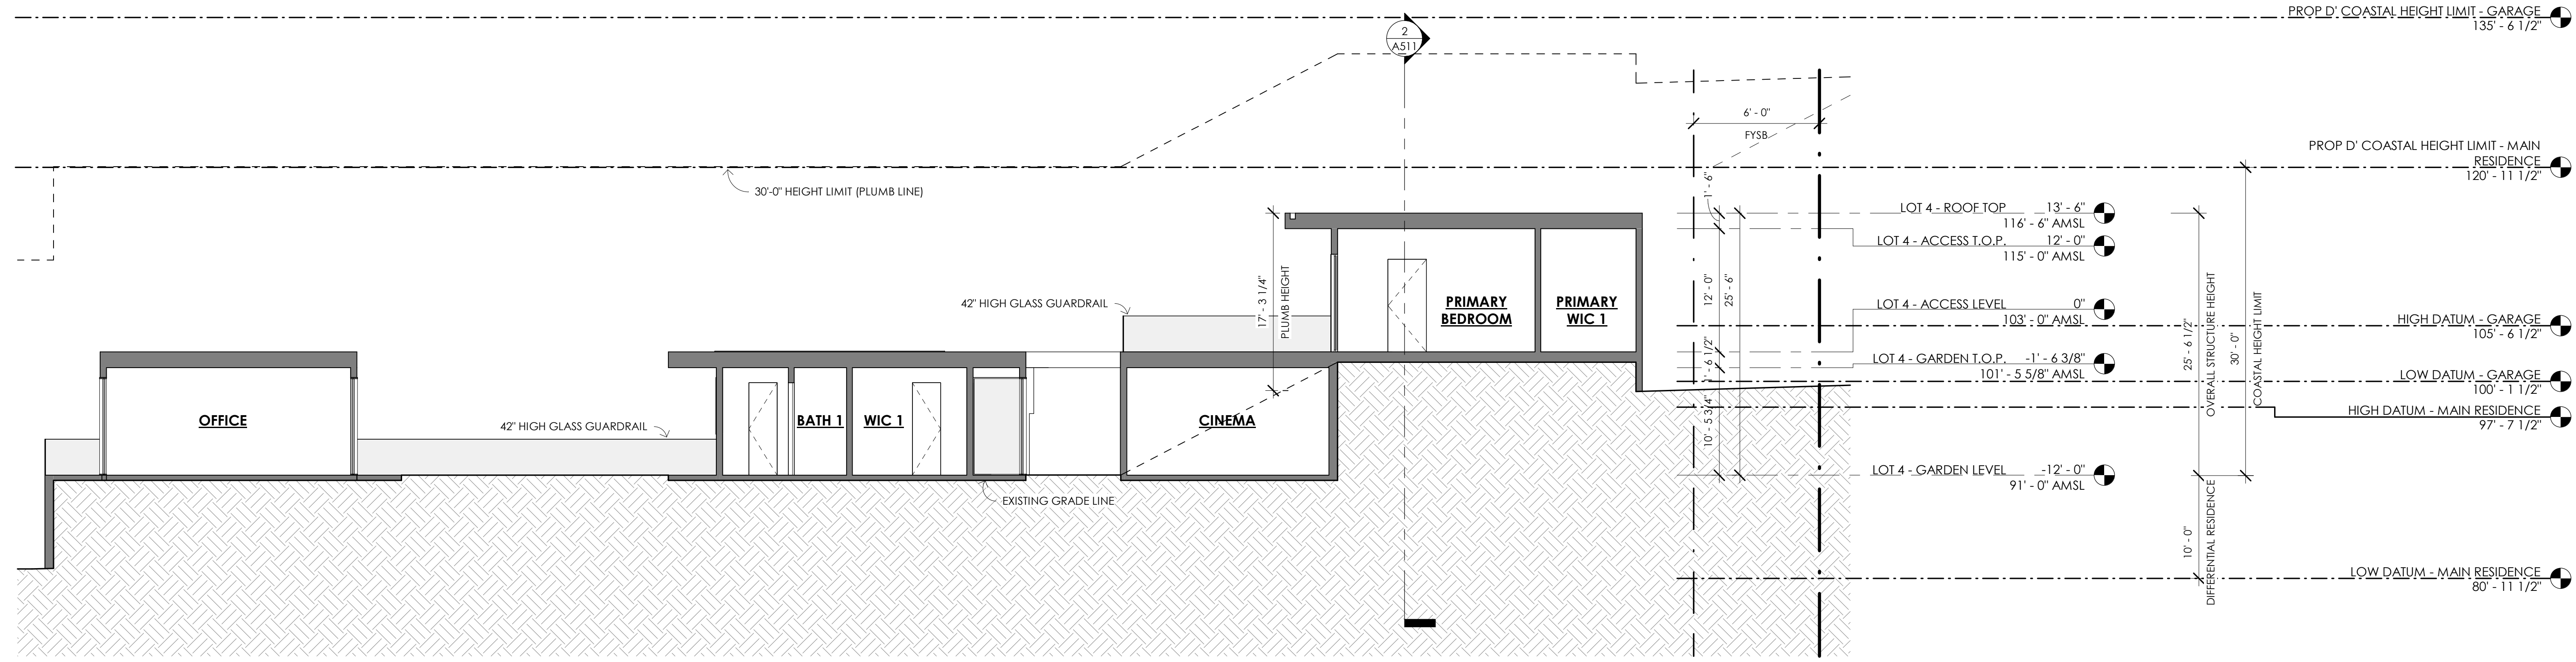 PROP D' COASTAL HEIGHT LIMIT - GARAGE
135' - 6 1/2"
2
A511
6' - 0"
FYSB
PROP D' COASTAL HEIGHT LIMIT - MAIN
RESIDENCE
120' - 11 1/2"
30'-0" HEIGHT LIMIT (PLUMB LINE)
1' - 6"
LOT 4 - ROOF TOP 13' - 6"
116' - 6" AMSL
LOT 4 - ACCESS T.O.P. 12' - 0"
115' - 0" AMSL
17' - 3 1/4"
PLUMB HEIGHT
12' - 0"
25' - 6"
42" HIGH GLASS GUARDRAIL
PRIMARY
BEDROOM
PRIMARY
WIC 1
LOT 4 - ACCESS LEVEL 0"
103' - 0" AMSL
HIGH DATUM - GARAGE
105' - 6 1/2"
25' - 6 1/2"
OVERALL STRUCTURE HEIGHT
30' - 0"
COASTAL HEIGHT LIMIT
1' - 6 1/2"
LOT 4 - GARDEN T.O.P. -1' - 6 3/8"
101' - 5 5/8" AMSL
LOW DATUM - GARAGE
100' - 1 1/2"
HIGH DATUM - MAIN RESIDENCE
97' - 7 1/2"
10' - 5 3/4"
OFFICE
42" HIGH GLASS GUARDRAIL
BATH 1
WIC 1
CINEMA
LOT 4 - GARDEN LEVEL -12' - 0"
91' - 0" AMSL
EXISTING GRADE LINE
10' - 0"
DIFFERENTIAL RESIDENCE
LOW DATUM - MAIN RESIDENCE
80' - 11 1/2"